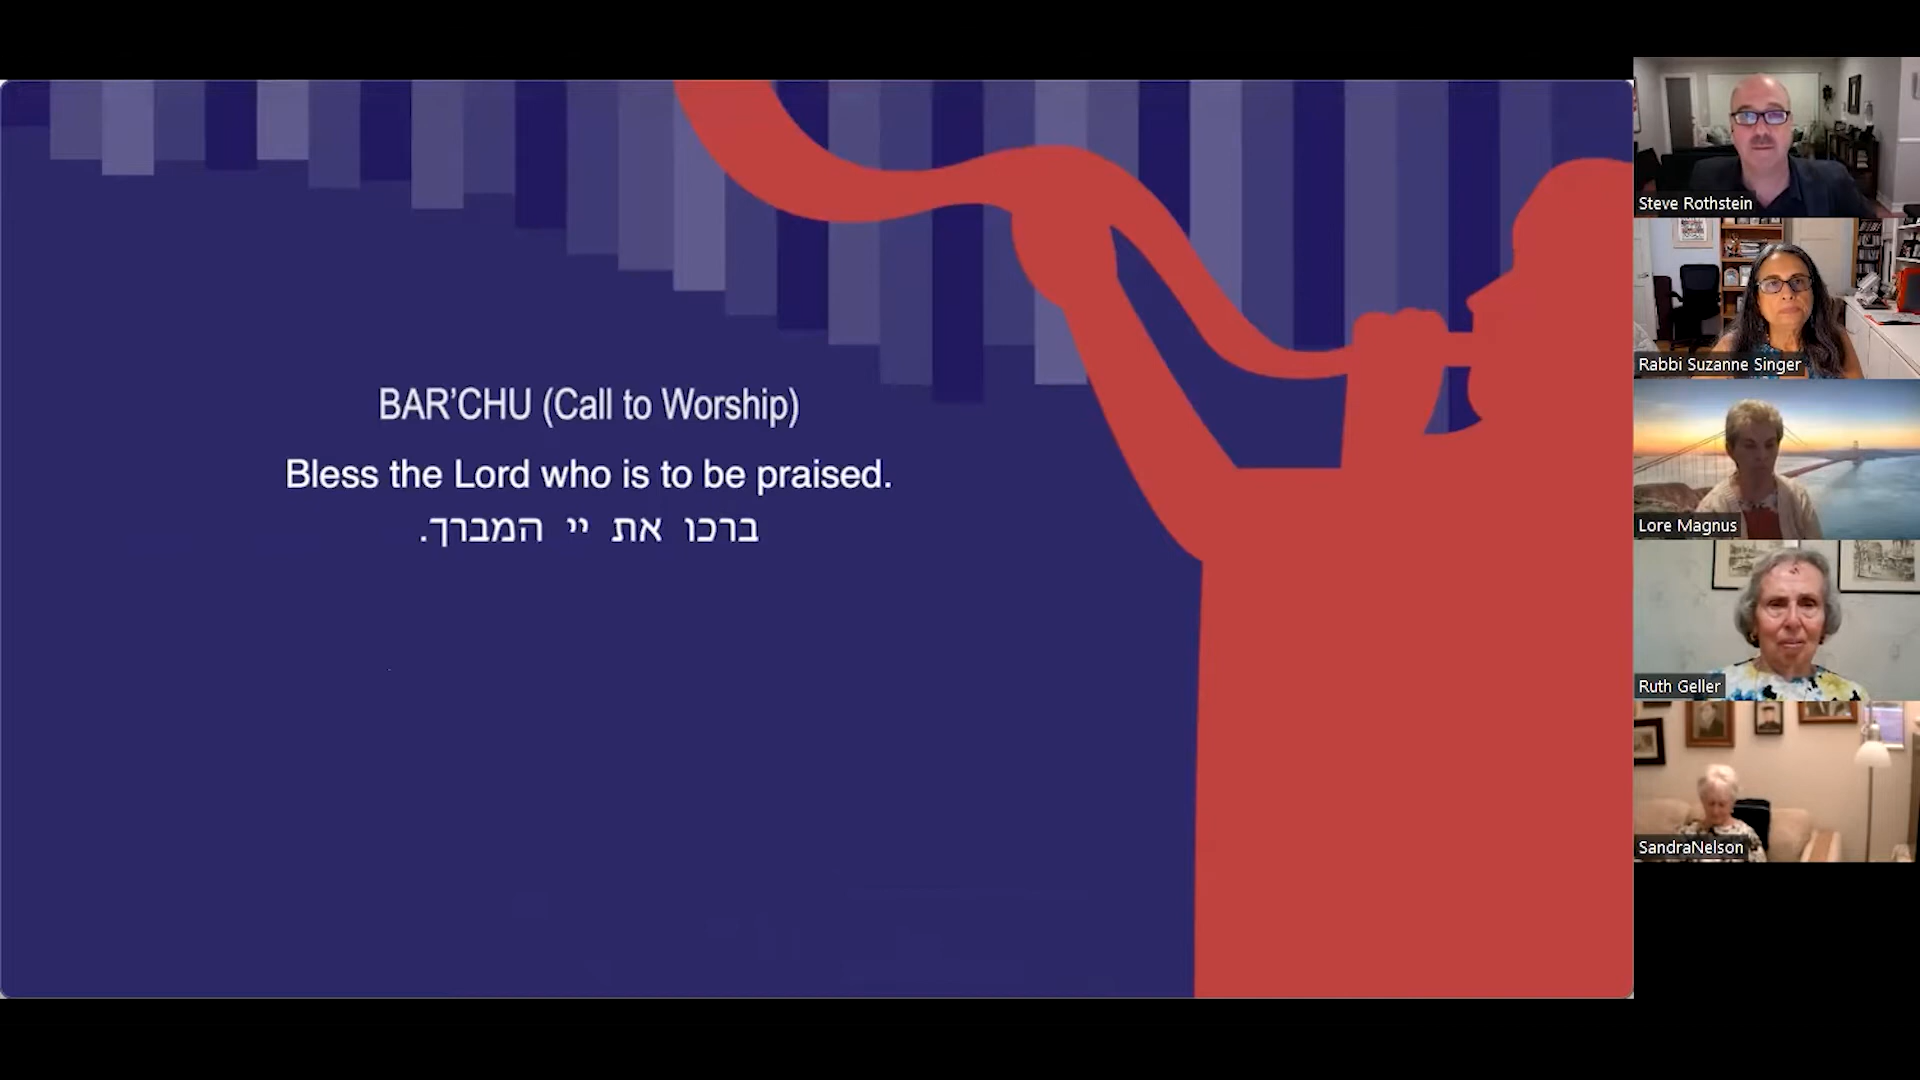 BAR’CHU (Call to Worship)
Bless the Lord who is to be praised.
ברכו את יי המברך.
Steve Rothstein
Rabbi Suzanne Singer
Lore Magnus
Ruth Geller
SandraNelson